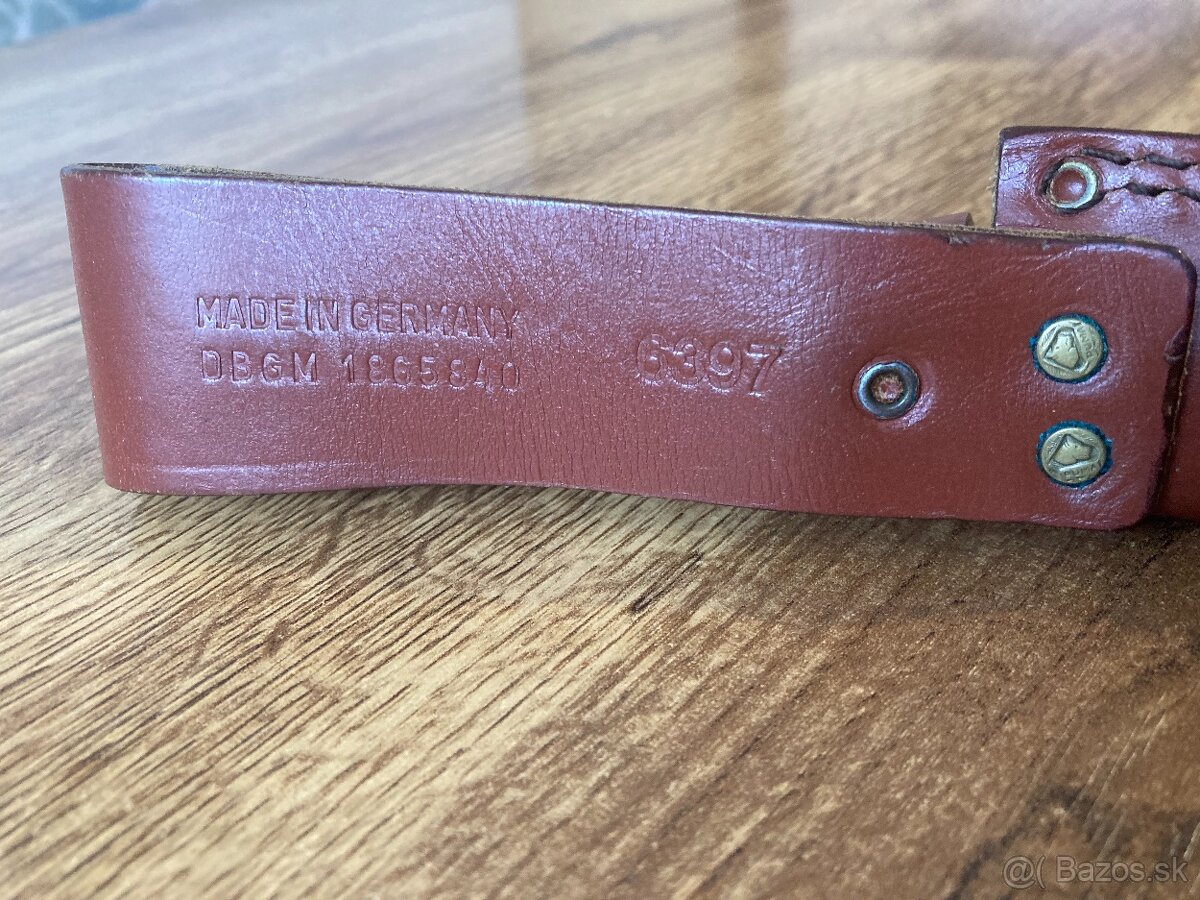 MADE IN GERMANY
DBGM 1865840
6397
@( Bazos.sk